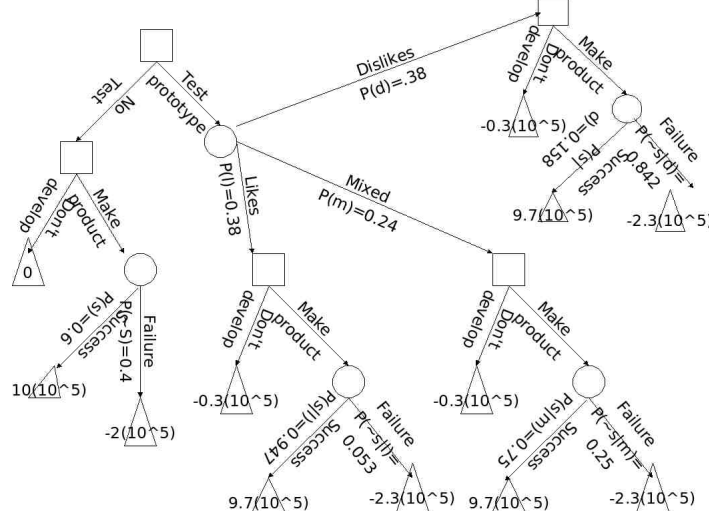 Test
No
Test
prototype
Dislikes
P(d)=.38
Don't
develop
Make
product
-0.3(10^5)
P(s|
d)=0.158
Success
Failure
P(~s|d)=
0.842
9.7(10^5)
-2.3(10^5)
Don't
develop
Make
product
0
P(s)=0.6
Success
Failure
P(~S)=0.4
10(10^5)
-2(10^5)
Likes
P(l)=0.38
Mixed
P(m)=0.24
Don't
develop
Make
product
-0.3(10^5)
P(s|l)=0.947
Success
Failure
P(~s|l)=
0.053
9.7(10^5)
-2.3(10^5)
Don't
develop
Make
product
-0.3(10^5)
P(s|m)=0.75
Success
Failure
P(~s|m)=
0.25
9.7(10^5)
-2.3(10^5)